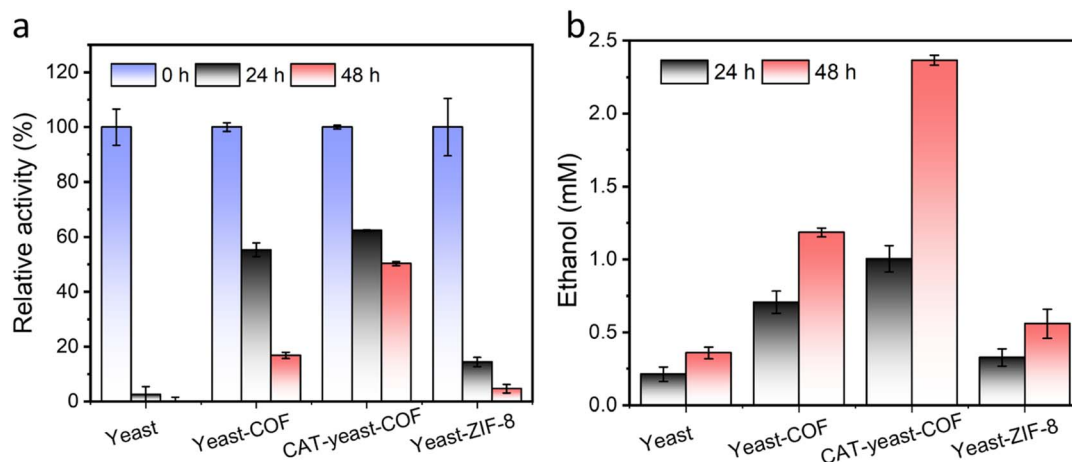 a
Relative activity (%)
120
100
80
60
40
20
0
0 h 24 h 48 h
Yeast Yeast-COF CAT-yeast-COF Yeast-ZIF-8
b
Ethanol (mM)
2.5
2.0
1.5
1.0
0.5
0.0
24 h 48 h
Yeast Yeast-COF CAT-yeast-COF Yeast-ZIF-8